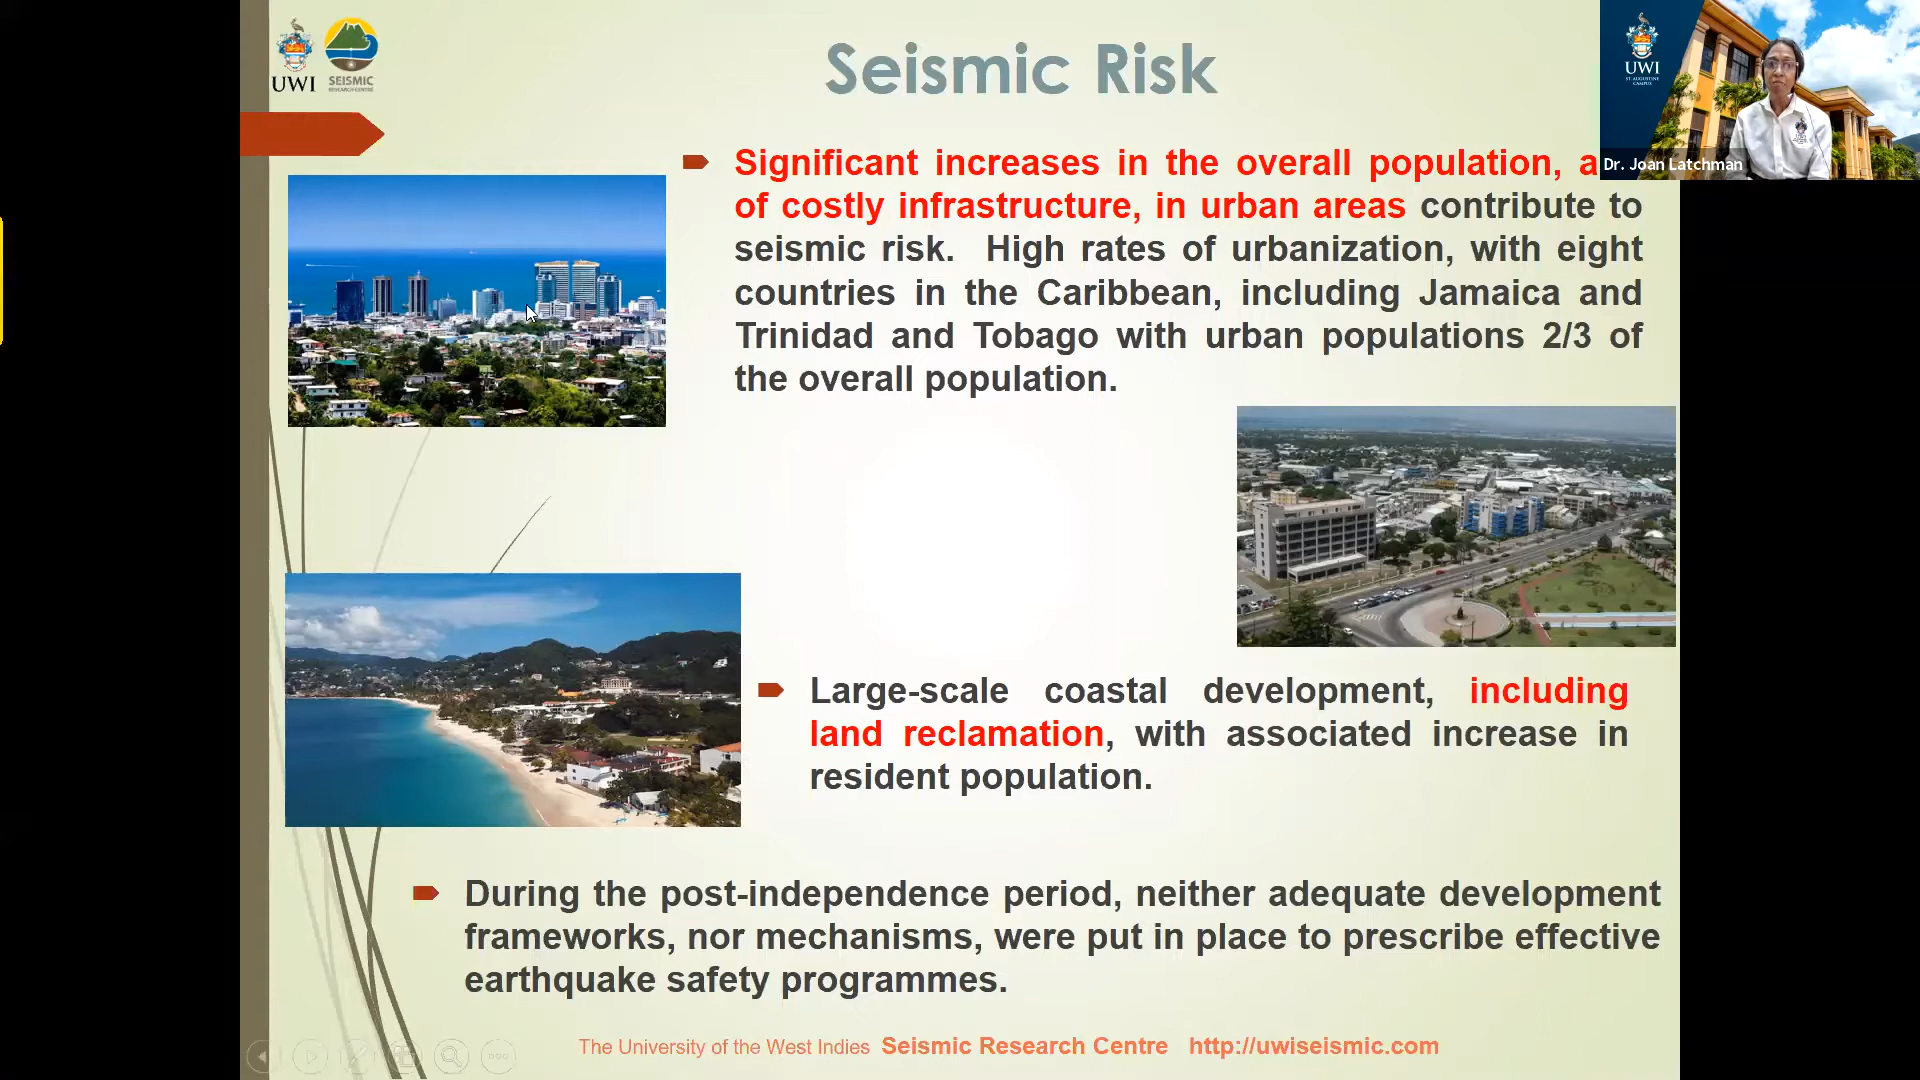 UWI
SEISMIC
RESEARCH CENTRE
Seismic Risk
UWI
ST. AUGUSTINE
CAMPUS
Dr. Joan Latchman
Significant increases in the overall population,
of costly infrastructure, in urban areas contribute to
seismic risk. High rates of urbanization, with eight
countries in the Caribbean, including Jamaica and
Trinidad and Tobago with urban populations 2/3 of
the overall population.
Large-scale coastal development, including
land reclamation, with associated increase in
resident population.
During the post-independence period, neither adequate development
frameworks, nor mechanisms, were put in place to prescribe effective
earthquake safety programmes.
The University of the West Indies Seismic Research Centre http://uwiseismic.com